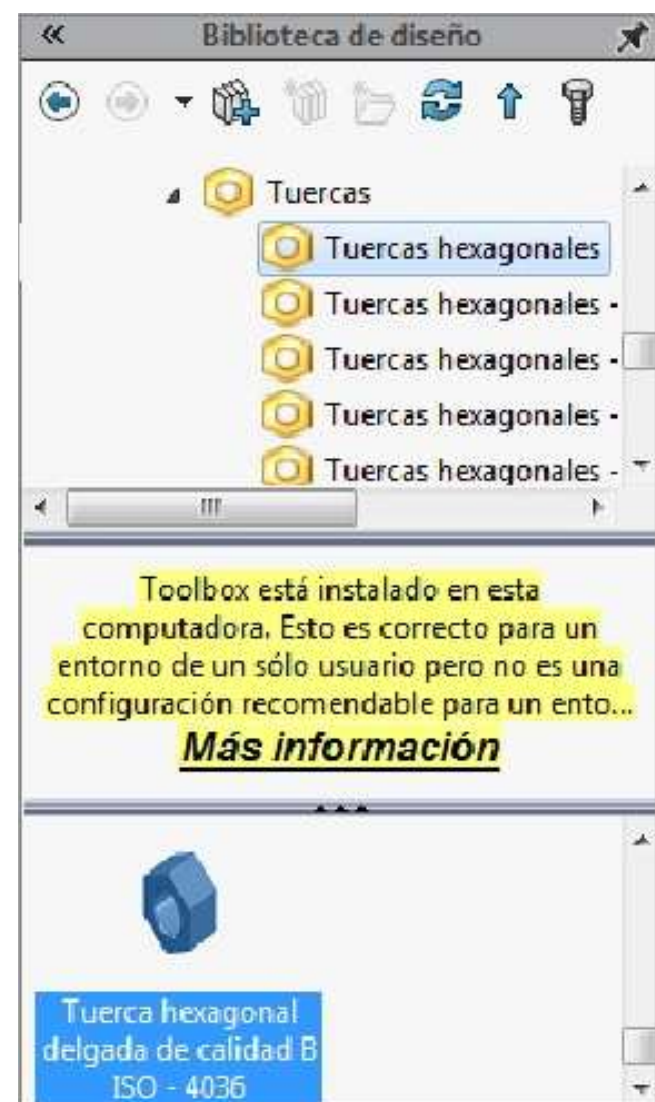 Biblioteca de diseño
Tuercas
Tuercas hexagonales
Tuercas hexagonales -
Tuercas hexagonales -
Tuercas hexagonales -
Tuercas hexagonales -
Toolbox está instalado en esta
computadora. Esto es correcto para un
entorno de un sólo usuario pero no es una
configuración recomendable para un ento...
Más información
Tuerca hexagonal
delgada de calidad B
ISO - 4036